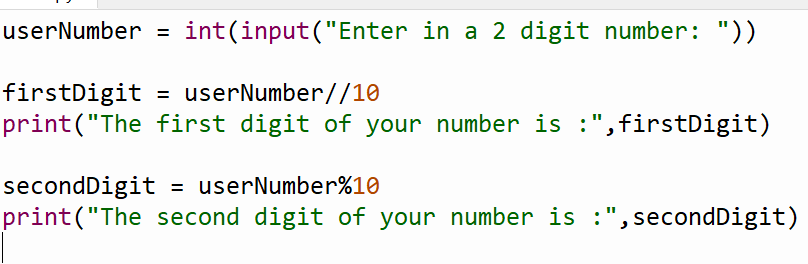 userNumber = int(input("Enter in a 2 digit number: "))
firstDigit = userNumber//10
print("The first digit of your number is :",firstDigit)
secondDigit = userNumber%10
print("The second digit of your number is :",secondDigit)